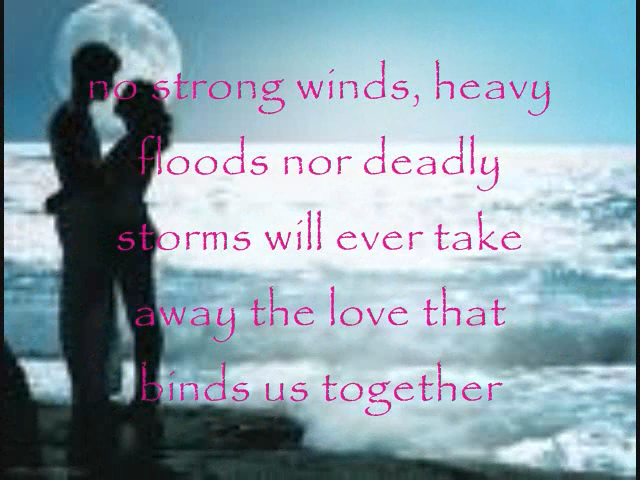 no strong winds, heavy
floods nor deadly
storms will ever take
away the love that
binds us together